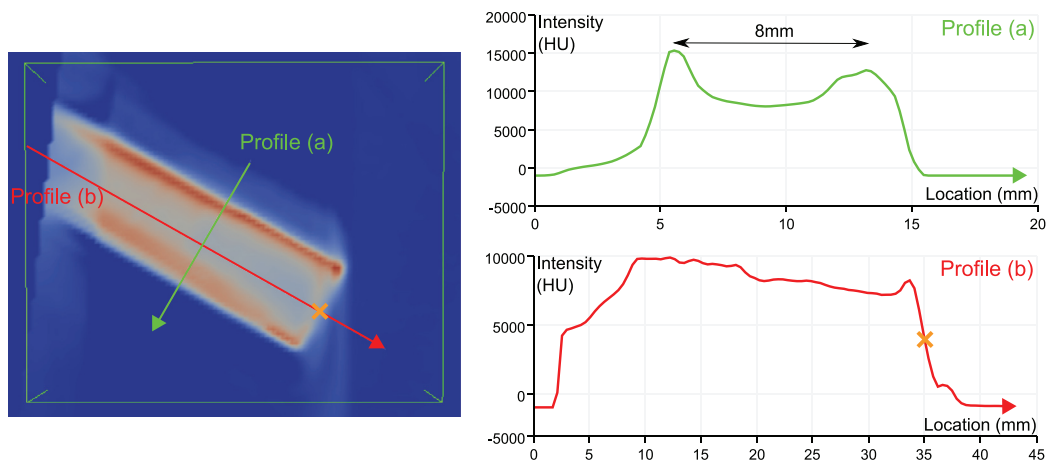 Profile (a)
Profile (b)
Intensity
(HU)
8mm
Profile (a)
20000
15000
10000
5000
0
-5000
Location (mm)
0 5 10 15 20
Intensity
(HU)
Profile (b)
10000
5000
0
-5000
Location (mm)
0 5 10 15 20 25 30 35 40 45